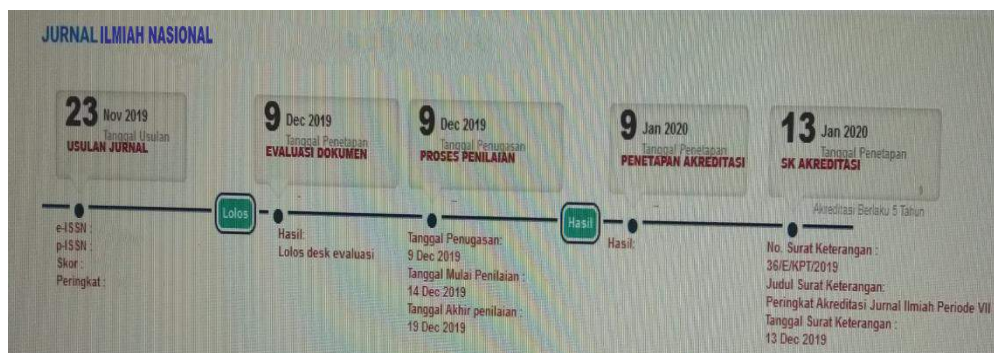 JURNAL ILMIAH NASIONAL
23 Nov 2019
Tanggal Usulan
USULAN JURNAL
9 Dec 2019
Tanggal Penetapan
EVALUASI DOKUMEN
9 Dec 2019
Tanggal Penugasan
PROSES PENILAIAN
9 Jan 2020
Tanggal Penetapan
PENETAPAN AKREDITASI
13 Jan 2020
Tanggal Penetapan
SK AKREDITASI
Akreditasi Berlaku 5 Tahun
Lolos
Hasil
e-ISSN :
p-ISSN :
Skor :
Peringkat :
Hasil:
Lolos desk evaluasi
Tanggal Penugasan:
9 Dec 2019
Tanggal Mulai Penilaian :
14 Dec 2019
Tanggal Akhir penilaian :
19 Dec 2019
Hasil:
No. Surat Keterangan :
36/E/KPT/2019
Judul Surat Keterangan:
Peringkat Akreditasi Jurnal Ilmiah Periode VII
Tanggal Surat Keterangan :
13 Dec 2019